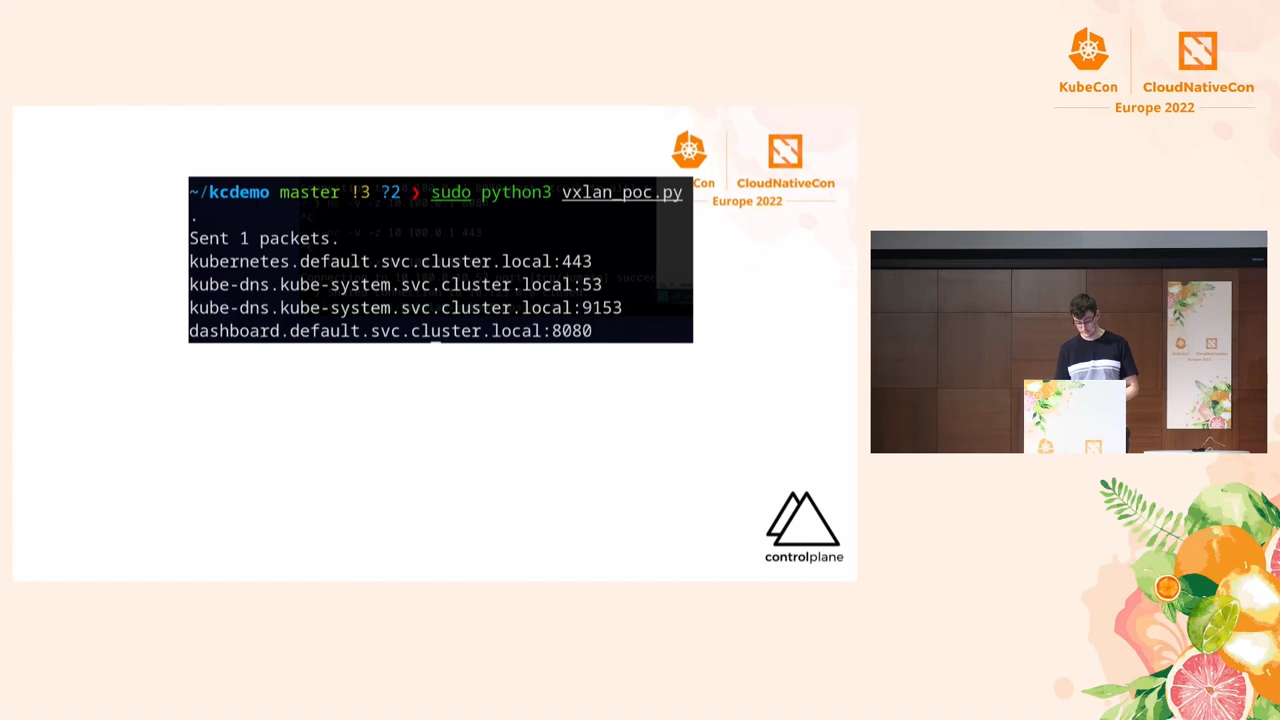 KubeCon
CloudNativeCon
Europe 2022
Con
CloudNativeCon
Europe 2022
~/kcdemo master !3 ?2 ❯ sudo python3 vxlan_poc.py
.
Sent 1 packets.
kubernetes.default.svc.cluster.local:443
kube-dns.kube-system.svc.cluster.local:53
kube-dns.kube-system.svc.cluster.local:9153
dashboard.default.svc.cluster.local:8080
controlplane